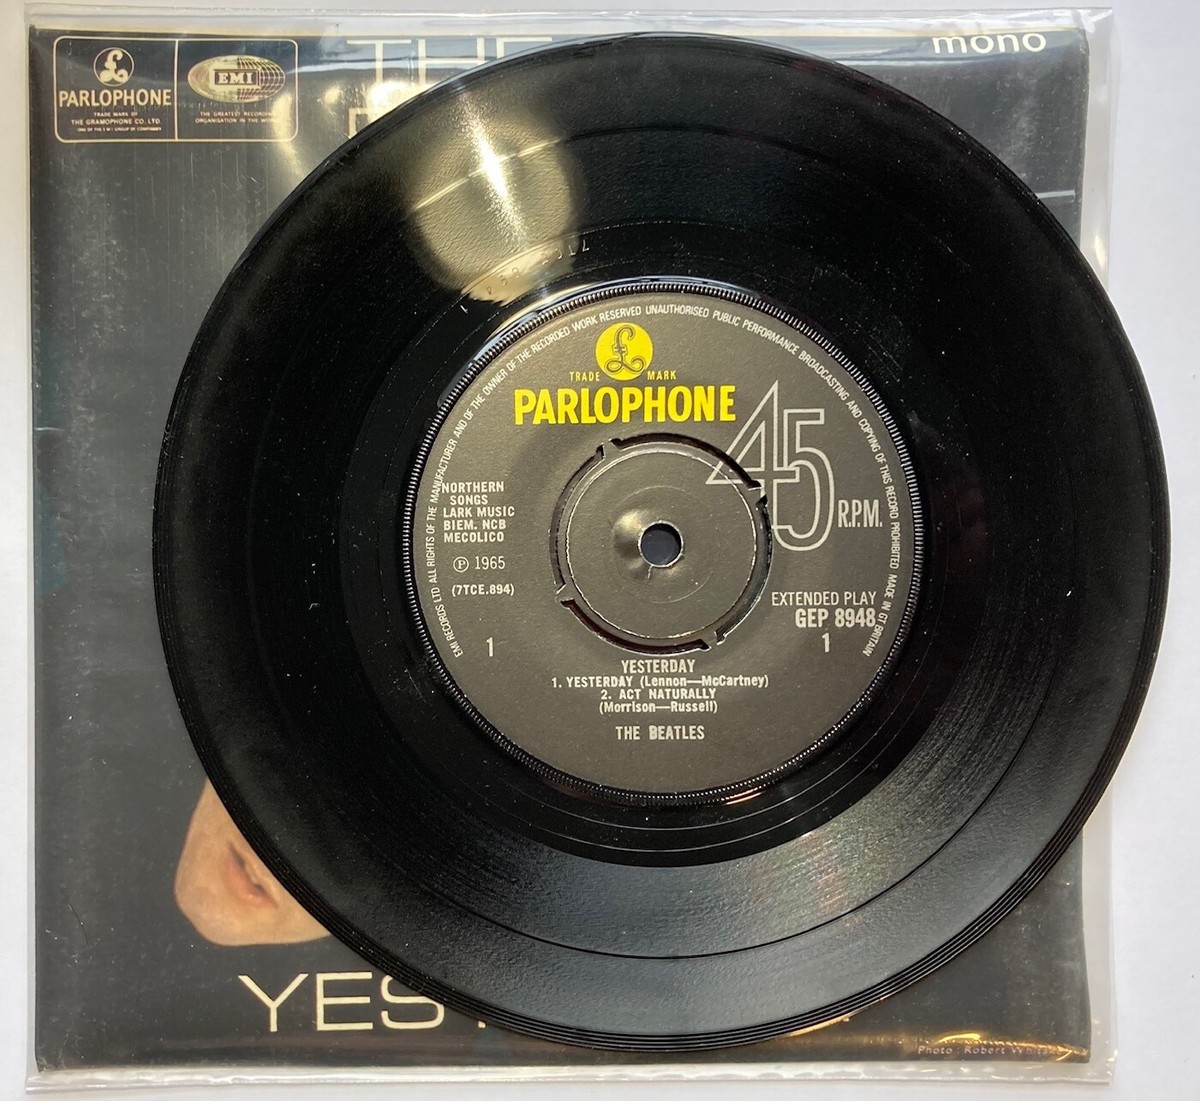 £
PARLOPHONE
TRADE MARK OF
THE GRAMOPHONE CO. LTD.
EMI
THE GREATEST RECORDING
ORGANISATION IN THE WORLD
THE
mono
EMI RECORDS LTD ALL RIGHTS OF THE MANUFACTURER AND OF THE OWNER OF THE RECORDED WORK RESERVED UNAUTHORISED PUBLIC PERFORMANCE BROADCASTING AND COPYING OF THIS RECORD PROHIBITED MADE IN GT BRITAIN
£
TRADE MARK
PARLOPHONE
45
R.P.M.
NORTHERN
SONGS
LARK MUSIC
BIEM. NCB
MECOLICO
℗ 1965
(7TCE.894)
1
EXTENDED PLAY
GEP 8948
1
YESTERDAY
1. YESTERDAY (Lennon—McCartney)
2. ACT NATURALLY
(Morrison—Russell)
THE BEATLES
YES
Photo : Robert